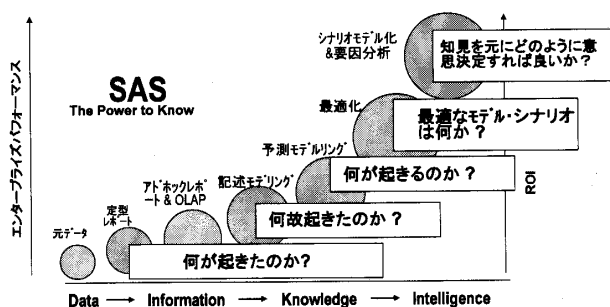 シナリオモデル化
&要因分析
知見を元にどのように意
思決定すれば良いか？
SAS
The Power to Know
最適化
最適なモデル・シナリオ
は何か？
予測モデルリング
何が起きるのか？
アドホックレポ
ート& OLAP
記述モデリング
何故起きたのか？
定型
レポート
元データ
何が起きたのか?
エンタープライズ・パフォーマンス
ROI
Data → Information → Knowledge → Intelligence